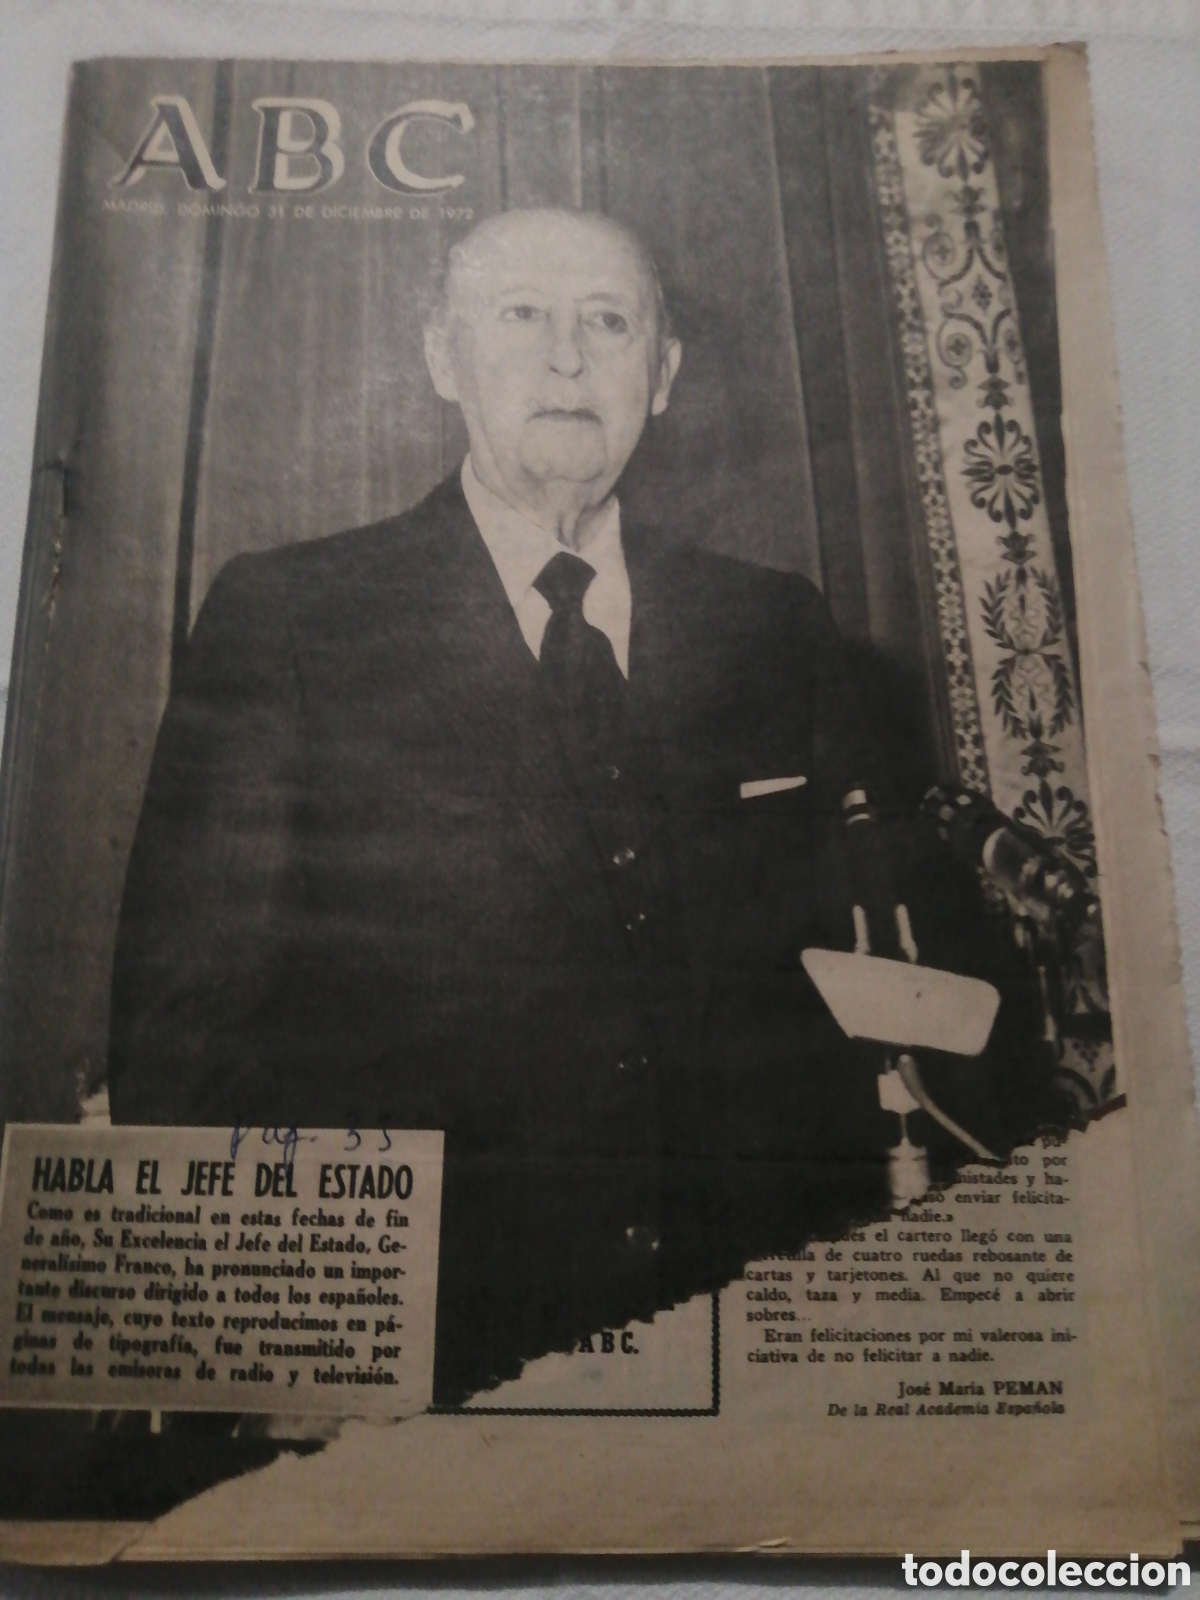 ABC
MADRID, DOMINGO 31 DE DICIEMBRE DE 1972
pag. 35
HABLA EL JEFE DEL ESTADO
Como es tradicional en estas fechas de fin
de año, Su Excelencia el Jefe del Estado, Ge-
neralísimo Franco, ha pronunciado un impor-
tante discurso dirigido a todos los españoles.
El mensaje, cuyo texto reproducimos en pá-
ginas de tipografía, fue transmitido por
todas las emisoras de radio y televisión.
ABC.
to por
nistades y ha-
enviar felicita-
nadie.»
el cartero llegó con una
de cuatro ruedas rebosante de
cartas y tarjetones. Al que no quiere
caldo, taza y media. Empecé a abrir
sobres...
Eran felicitaciones por mi valerosa ini-
ciativa de no felicitar a nadie.
José María PEMAN
De la Real Academia Española
todocoleccion